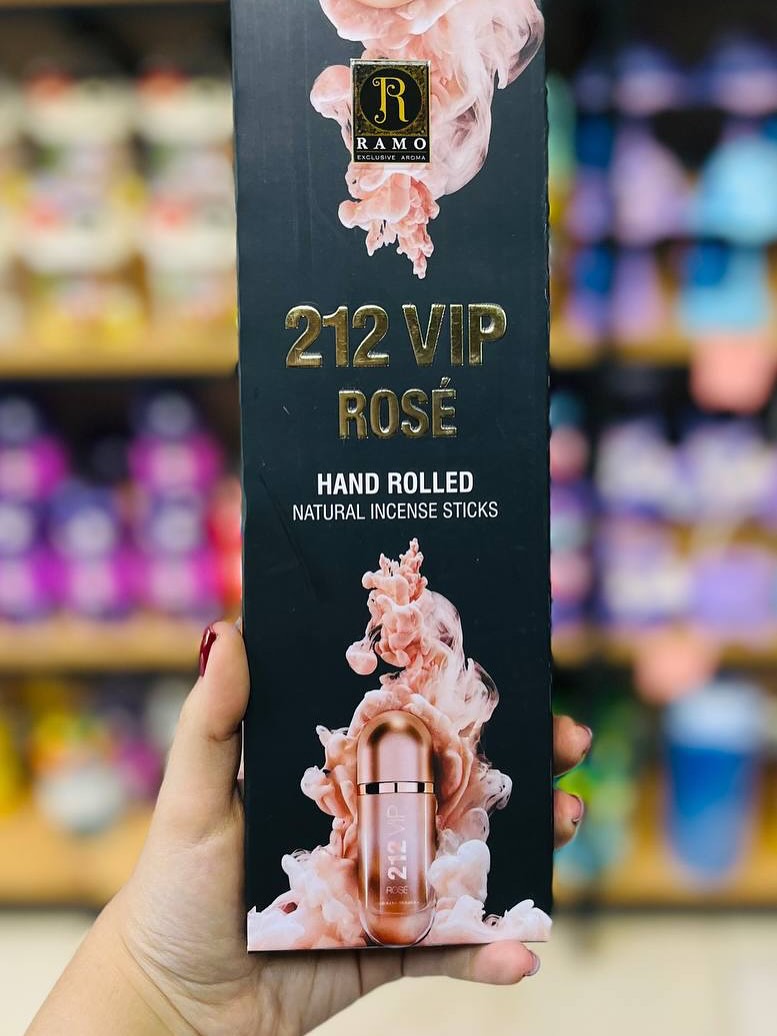 R
RAMO
EXCLUSIVE AROMA
212 VIP
ROSÉ
HAND ROLLED
NATURAL INCENSE STICKS
212 VIP
ROSÉ